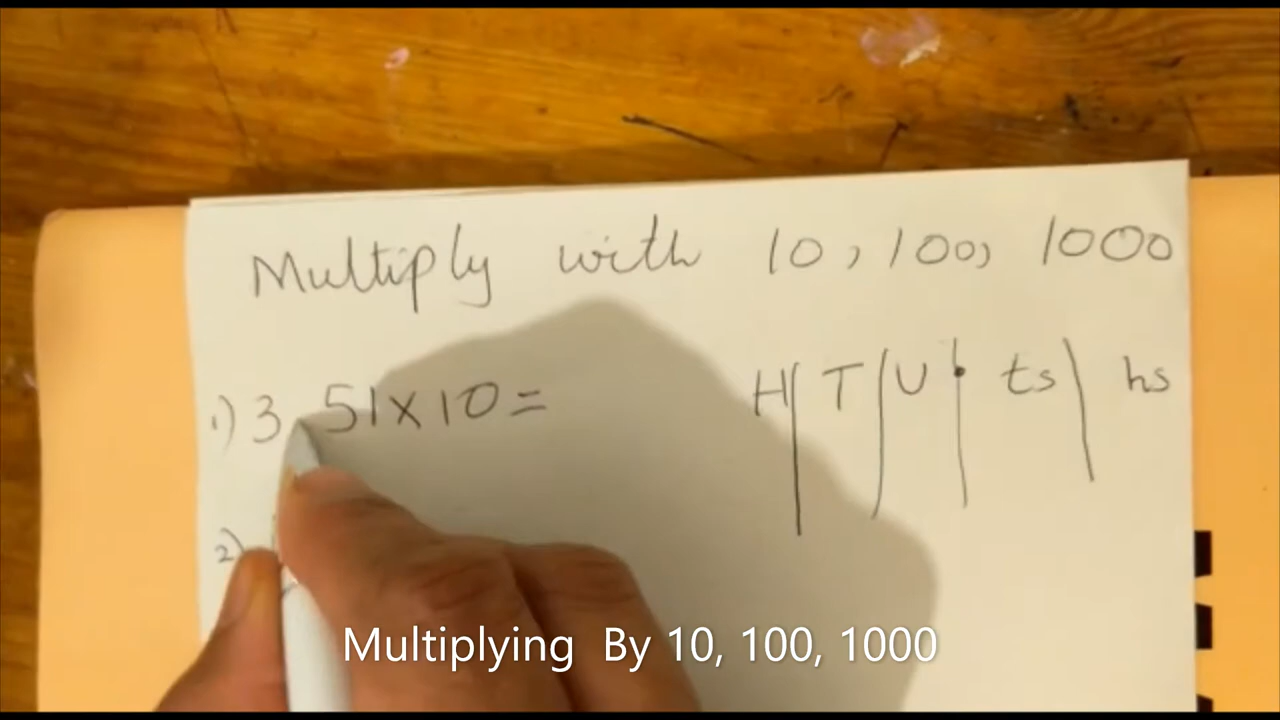 Multiply with 10, 100, 1000
1) 3 51 x 10 =
H T U . ts hs
2)
Multiplying By 10, 100, 1000